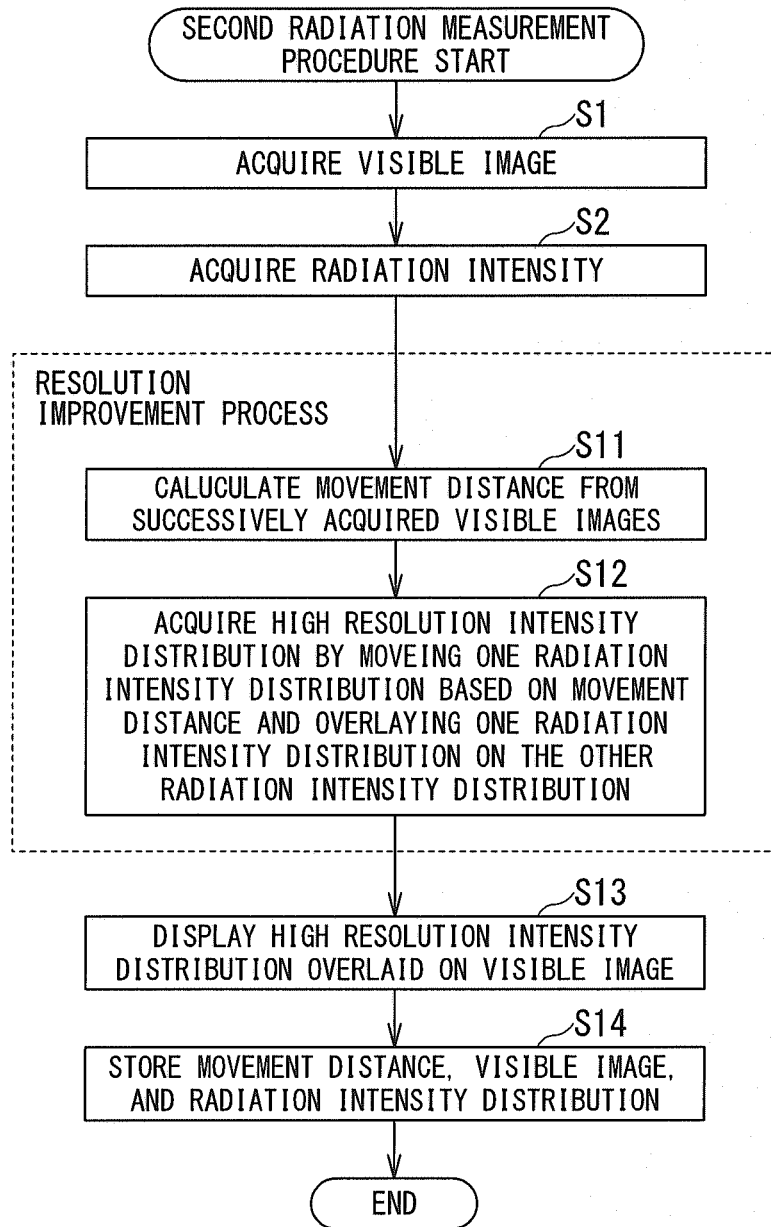 SECOND RADIATION MEASUREMENT
PROCEDURE START
S1
ACQUIRE VISIBLE IMAGE
S2
ACQUIRE RADIATION INTENSITY
RESOLUTION
IMPROVEMENT PROCESS
S11
CALUCULATE MOVEMENT DISTANCE FROM
SUCCESSIVELY ACQUIRED VISIBLE IMAGES
S12
ACQUIRE HIGH RESOLUTION INTENSITY
DISTRIBUTION BY MOVEING ONE RADIATION
INTENSITY DISTRIBUTION BASED ON MOVEMENT
DISTANCE AND OVERLAYING ONE RADIATION
INTENSITY DISTRIBUTION ON THE OTHER
RADIATION INTENSITY DISTRIBUTION
S13
DISPLAY HIGH RESOLUTION INTENSITY
DISTRIBUTION OVERLAID ON VISIBLE IMAGE
S14
STORE MOVEMENT DISTANCE, VISIBLE IMAGE,
AND RADIATION INTENSITY DISTRIBUTION
END